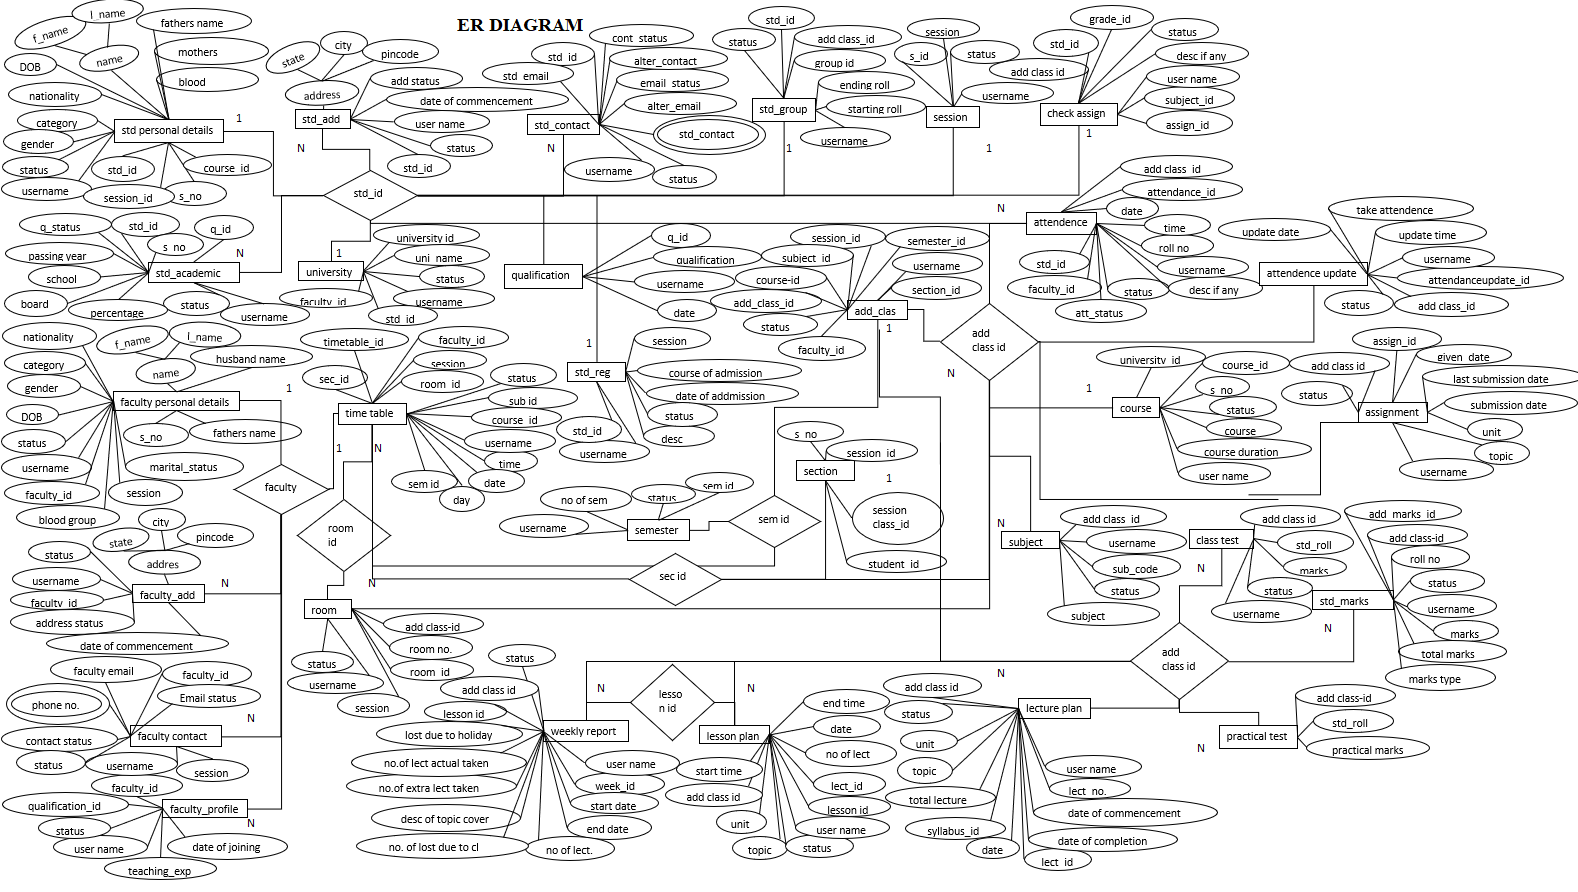 ER DIAGRAM
f_name
l_name
fathers name
name
mothers
DOB
blood
nationality
category
gender
status
username
std personal details
std_id
course_id
session_id
s_no
1
state
city
pincode
address
add status
date of commencement
user name
status
std_id
std_add
N
std_id
cont_status
alter_contact
std_email
email_status
alter_email
std_contact
std_contact
username
status
N
std_id
status
add class_id
group id
ending roll
starting roll
username
std_group
1
session
s_id
status
username
session
1
grade_id
std_id
status
add class id
desc if any
user name
subject_id
assign_id
check assign
1
std_id
q_status
std_id
q_id
s_no
passing year
school
board
percentage
status
username
std_academic
N
university id
uni_name
status
username
faculty_id
std_id
university
1
qualification
q_id
qualification
username
date
session_id
semester_id
subject_id
username
course-id
section_id
add_class_id
status
faculty_id
add_clas
1
N
add
class id
attendence
N
add class_id
attendance_id
date
time
roll no
username
desc if any
std_id
faculty_id
status
att_status
attendence update
update date
take attendence
update time
username
attendanceupdate_id
status
add class_id
nationality
f_name
l_name
category
husband name
name
gender
DOB
status
username
faculty_id
blood group
faculty personal details
s_no
fathers name
marital_status
session
1
faculty
timetable_id
faculty_id
session
sec_id
room_id
status
sub id
course_id
username
time
date
sem id
day
time table
1
N
std_reg
1
session
course of admission
date of addmission
status
desc
std_id
username
course
1
university_id
course_id
s_no
status
course
course duration
user name
assignment
assign_id
add class id
given_date
last submission date
status
submission date
unit
topic
username
section
s_no
session_id
1
session
class_id
student_id
no of sem
status
sem id
username
semester
sem id
sec id
room
id
N
room
add class-id
room no.
room_id
status
username
session
subject
N
add class_id
username
sub_code
status
subject
class test
N
add class id
std_roll
marks
status
username
std_marks
N
add_marks_id
add class-id
roll no
status
username
marks
total marks
marks type
add
class id
city
state
pincode
addres
status
username
faculty_id
address status
date of commencement
faculty_add
N
faculty email
faculty_id
Email status
phone no.
contact status
status
username
session
faculty contact
N
faculty_id
qualification_id
status
user name
teaching_exp
date of joining
faculty_profile
N
status
add class id
lesson id
lost due to holiday
no.of lect actual taken
no.of extra lect taken
desc of topic cover
no. of lost due to cl
no of lect.
end date
start date
week_id
user name
weekly report
N
lesso
n id
N
lesson plan
end time
date
no of lect
start time
add class id
lect_id
lesson id
unit
user name
topic
status
lecture plan
N
add class id
status
unit
topic
total lecture
syllabus_id
date
user name
lect_no.
date of commencement
date of completion
lect_id
practical test
N
add class-id
std_roll
practical marks